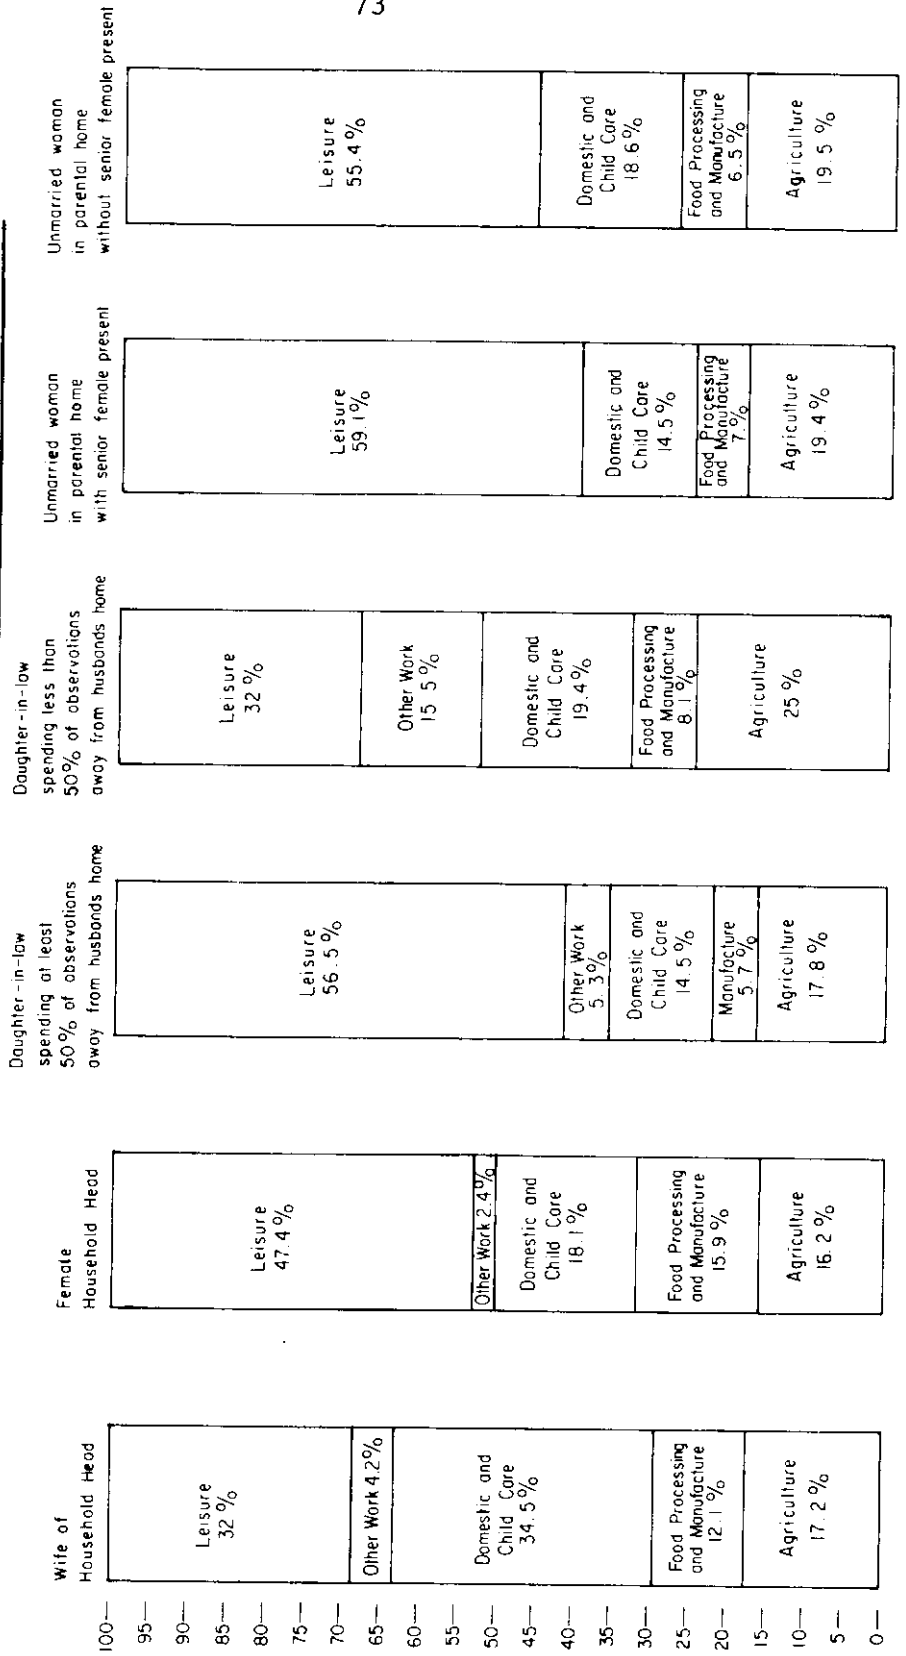 73
Wife of
Household Head
Leisure
32 %
Other Work 4.2%
Domestic and
Child Care
34.5%
Food Processing
and Manufacture
12.1 %
Agriculture
17.2 %
Female
Household Head
Leisure
47.4%
Other Work 2.4%
Domestic and
Child Care
18.1%
Food Processing
and Manufacture
15.9 %
Agriculture
16.2 %
Daughter-in-law
spending at least
50% of observations
away from husbands home
Leisure
56.5%
Other Work
5.3%
Domestic and
Child Care
14.5%
Manufacture
5.7 %
Agriculture
17.8 %
Daughter-in-law
spending less than
50% of observations
away from husbands home
Leisure
32 %
Other Work
15 5 %
Domestic and
Child Care
19.4%
Food Processing
and Manufacture
8.1 %
Agriculture
25 %
Unmarried woman
in parental home
with senior female present
Leisure
59.1%
Domestic and
Child Care
14.5 %
Food Processing
and Manufacture
7.%
Agriculture
19.4%
Unmarried woman
in parental home
without senior female present
Leisure
55.4%
Domestic and
Child Care
18.6%
Food Processing
and Manufacture
6.5 %
Agriculture
19.5 %
100—
95—
90—
85—
80—
75—
70—
65—
60—
55—
50—
45—
40—
35—
30—
25—
20—
15—
10—
5—
0—